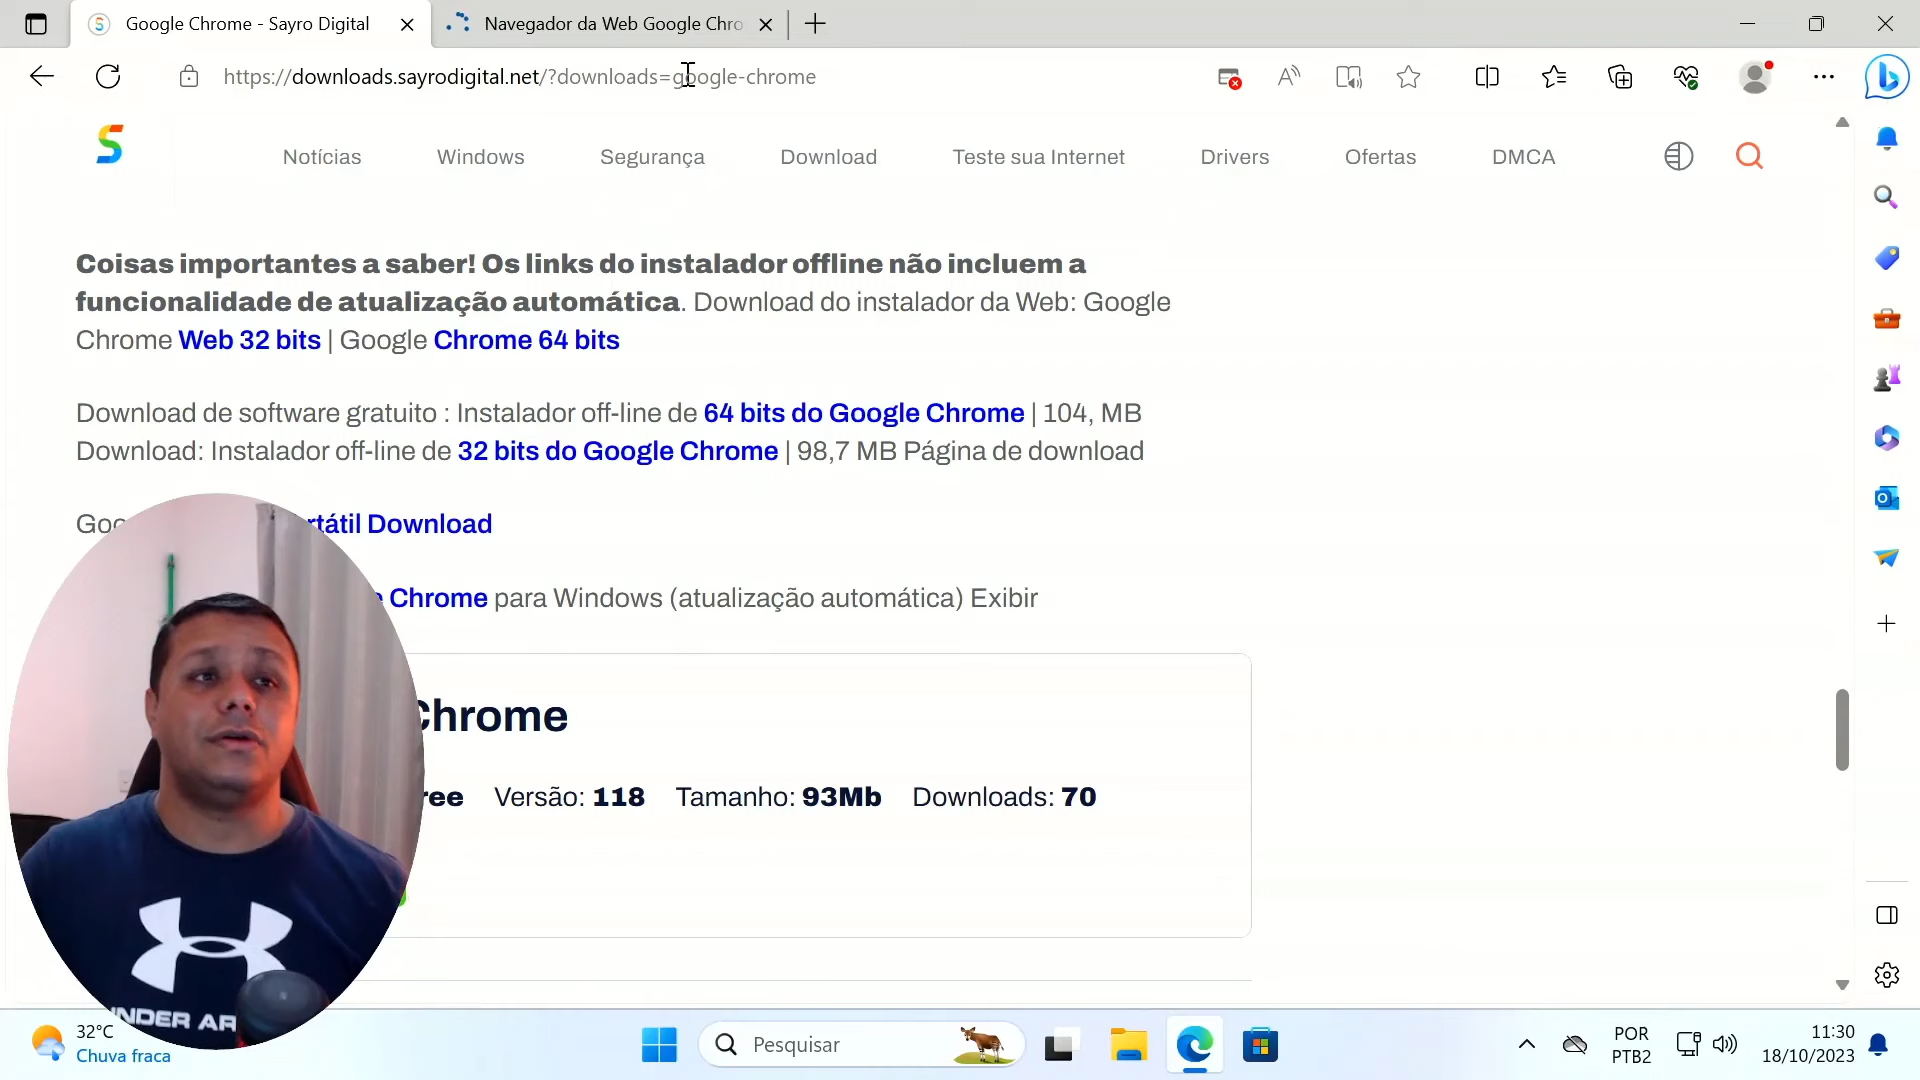 Google Chrome - Sayro Digital
Navegador da Web Google Chro
https://downloads.sayrodigital.net/?downloads=google-chrome
Notícias Windows Segurança Download Teste sua Internet Drivers Ofertas DMCA
Coisas importantes a saber! Os links do instalador offline não incluem a
funcionalidade de atualização automática. Download do instalador da Web: Google
Chrome Web 32 bits | Google Chrome 64 bits
Download de software gratuito : Instalador off-line de 64 bits do Google Chrome | 104, MB
Download: Instalador off-line de 32 bits do Google Chrome | 98,7 MB Página de download
Goo rtátil Download
Chrome para Windows (atualização automática) Exibir
Chrome
ree Versão: 118 Tamanho: 93Mb Downloads: 70
UNDER AR
32°C
Chuva fraca
Pesquisar
POR
PTB2
11:30
18/10/2023